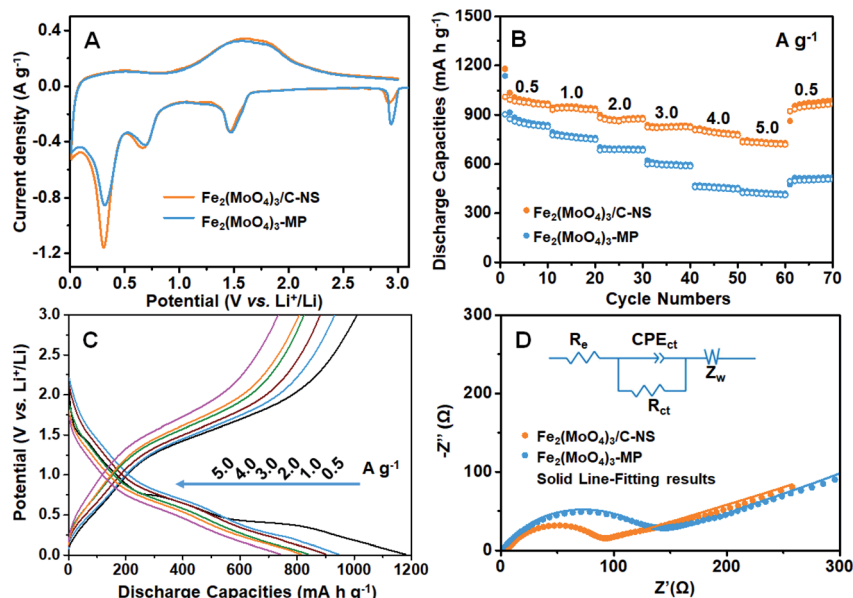 A
Current density (A g⁻¹)
0.4
0.0
-0.4
-0.8
-1.2
Fe₂(MoO₄)₃/C-NS
Fe₂(MoO₄)₃-MP
0.0 0.5 1.0 1.5 2.0 2.5 3.0
Potential (V vs. Li⁺/Li)
B
A g⁻¹
Discharge Capacities (mA h g⁻¹)
1500
1200
900
600
300
0
0.5 1.0 2.0 3.0 4.0 5.0 0.5
Fe₂(MoO₄)₃/C-NS
Fe₂(MoO₄)₃-MP
0 10 20 30 40 50 60 70
Cycle Numbers
C
Potential (V vs. Li⁺/Li)
3.0
2.5
2.0
1.5
1.0
0.5
0.0
5.0 4.0 3.0 2.0 1.0 0.5
A g⁻¹
0 200 400 600 800 1000 1200
Discharge Capacities (mA h g⁻¹)
D
-Z″ (Ω)
300
250
200
150
100
50
0
Rₑ CPE_ct Z_w
R_ct
Fe₂(MoO₄)₃/C-NS
Fe₂(MoO₄)₃-MP
Solid Line-Fitting results
0 100 200 300
Z'(Ω)